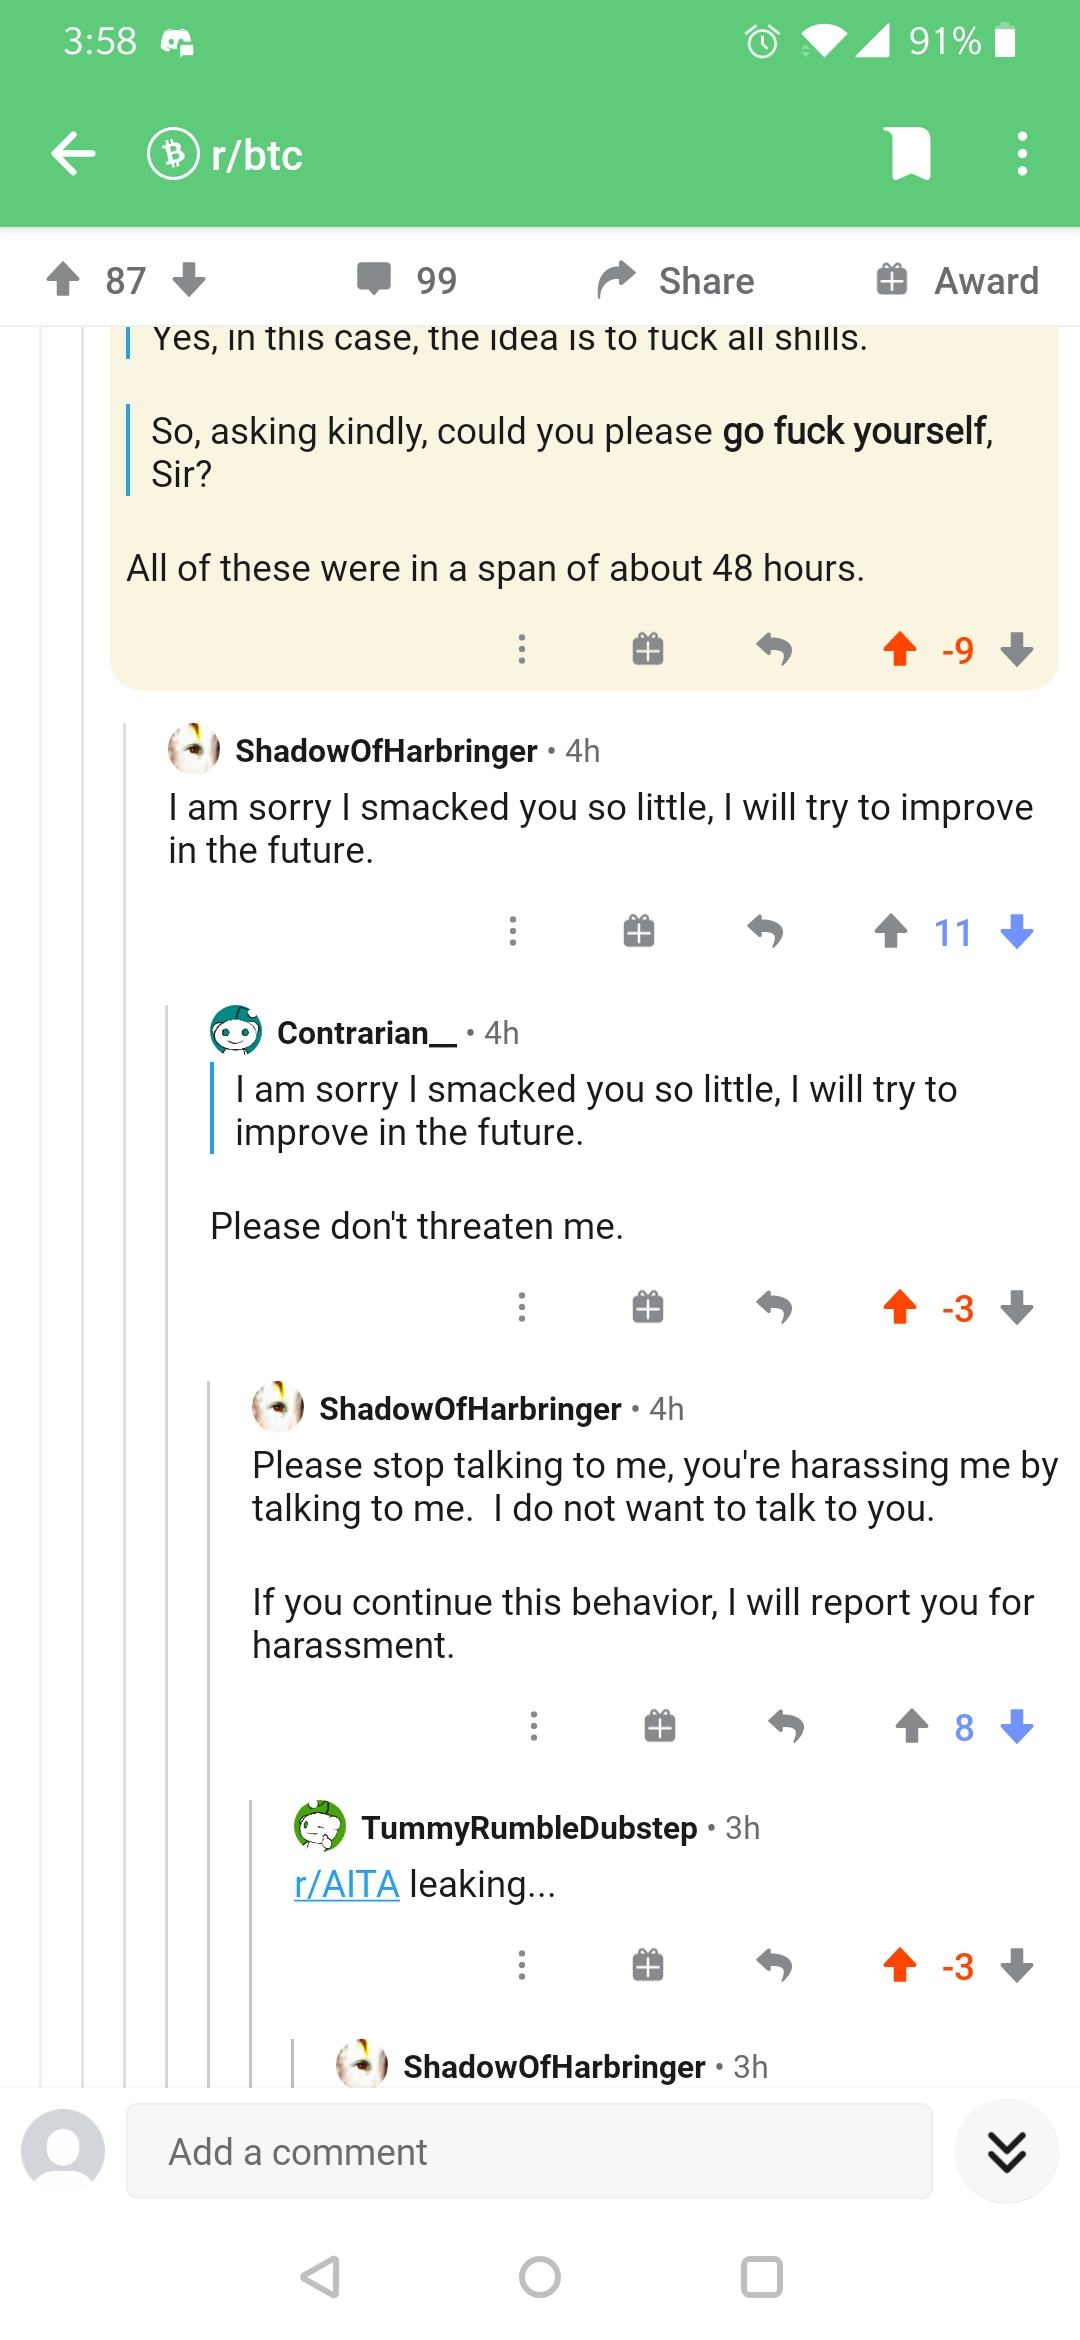 3:58
91%
r/btc
87
99
Share
Award
Yes, in this case, the idea is to fuck all shills.
So, asking kindly, could you please go fuck yourself,
Sir?
All of these were in a span of about 48 hours.
-9
ShadowOfHarbringer • 4h
I am sorry I smacked you so little, I will try to improve
in the future.
11
Contrarian__ • 4h
I am sorry I smacked you so little, I will try to
improve in the future.
Please don't threaten me.
-3
ShadowOfHarbringer • 4h
Please stop talking to me, you're harassing me by
talking to me.  I do not want to talk to you.
If you continue this behavior, I will report you for
harassment.
8
TummyRumbleDubstep • 3h
r/AITA leaking...
-3
ShadowOfHarbringer • 3h
Add a comment